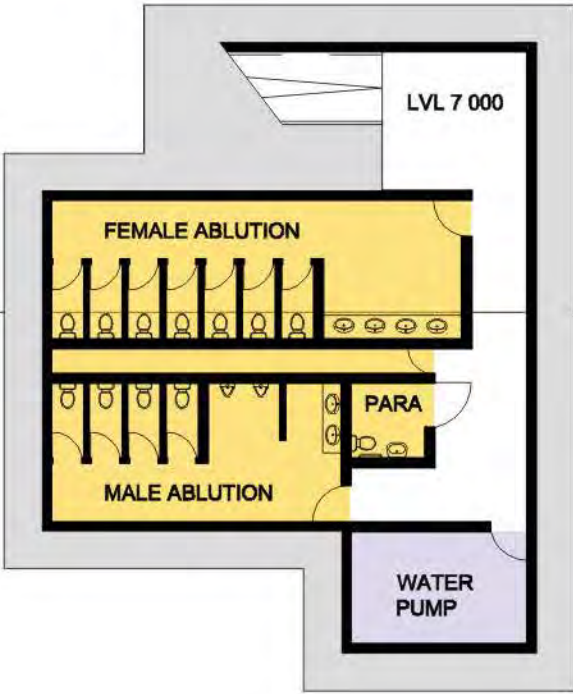 LVL 7 000
FEMALE ABLUTION
PARA
MALE ABLUTION
WATER
PUMP